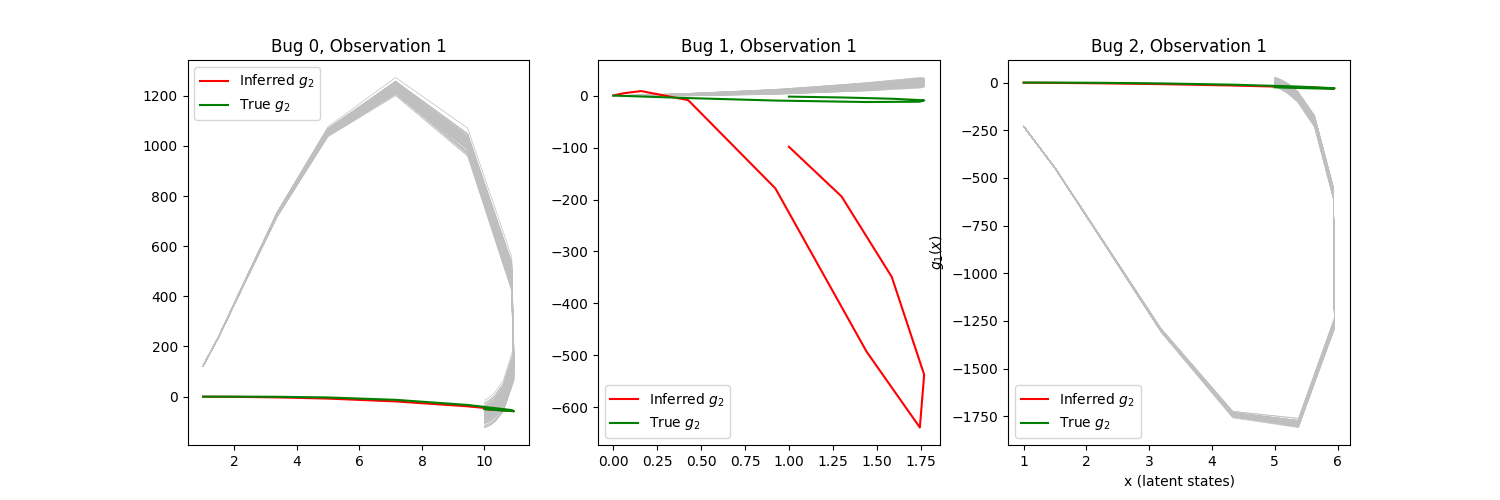 Bug 0, Observation 1
Inferred g₂
True g₂
1200
1000
800
600
400
200
0
2 4 6 8 10
Bug 1, Observation 1
0
−100
−200
−300
−400
−500
−600
Inferred g₂
True g₂
0.00 0.25 0.50 0.75 1.00 1.25 1.50 1.75
Bug 2, Observation 1
g₁(x)
0
−250
−500
−750
−1000
−1250
−1500
−1750
Inferred g₂
True g₂
1 2 3 4 5 6
x (latent states)